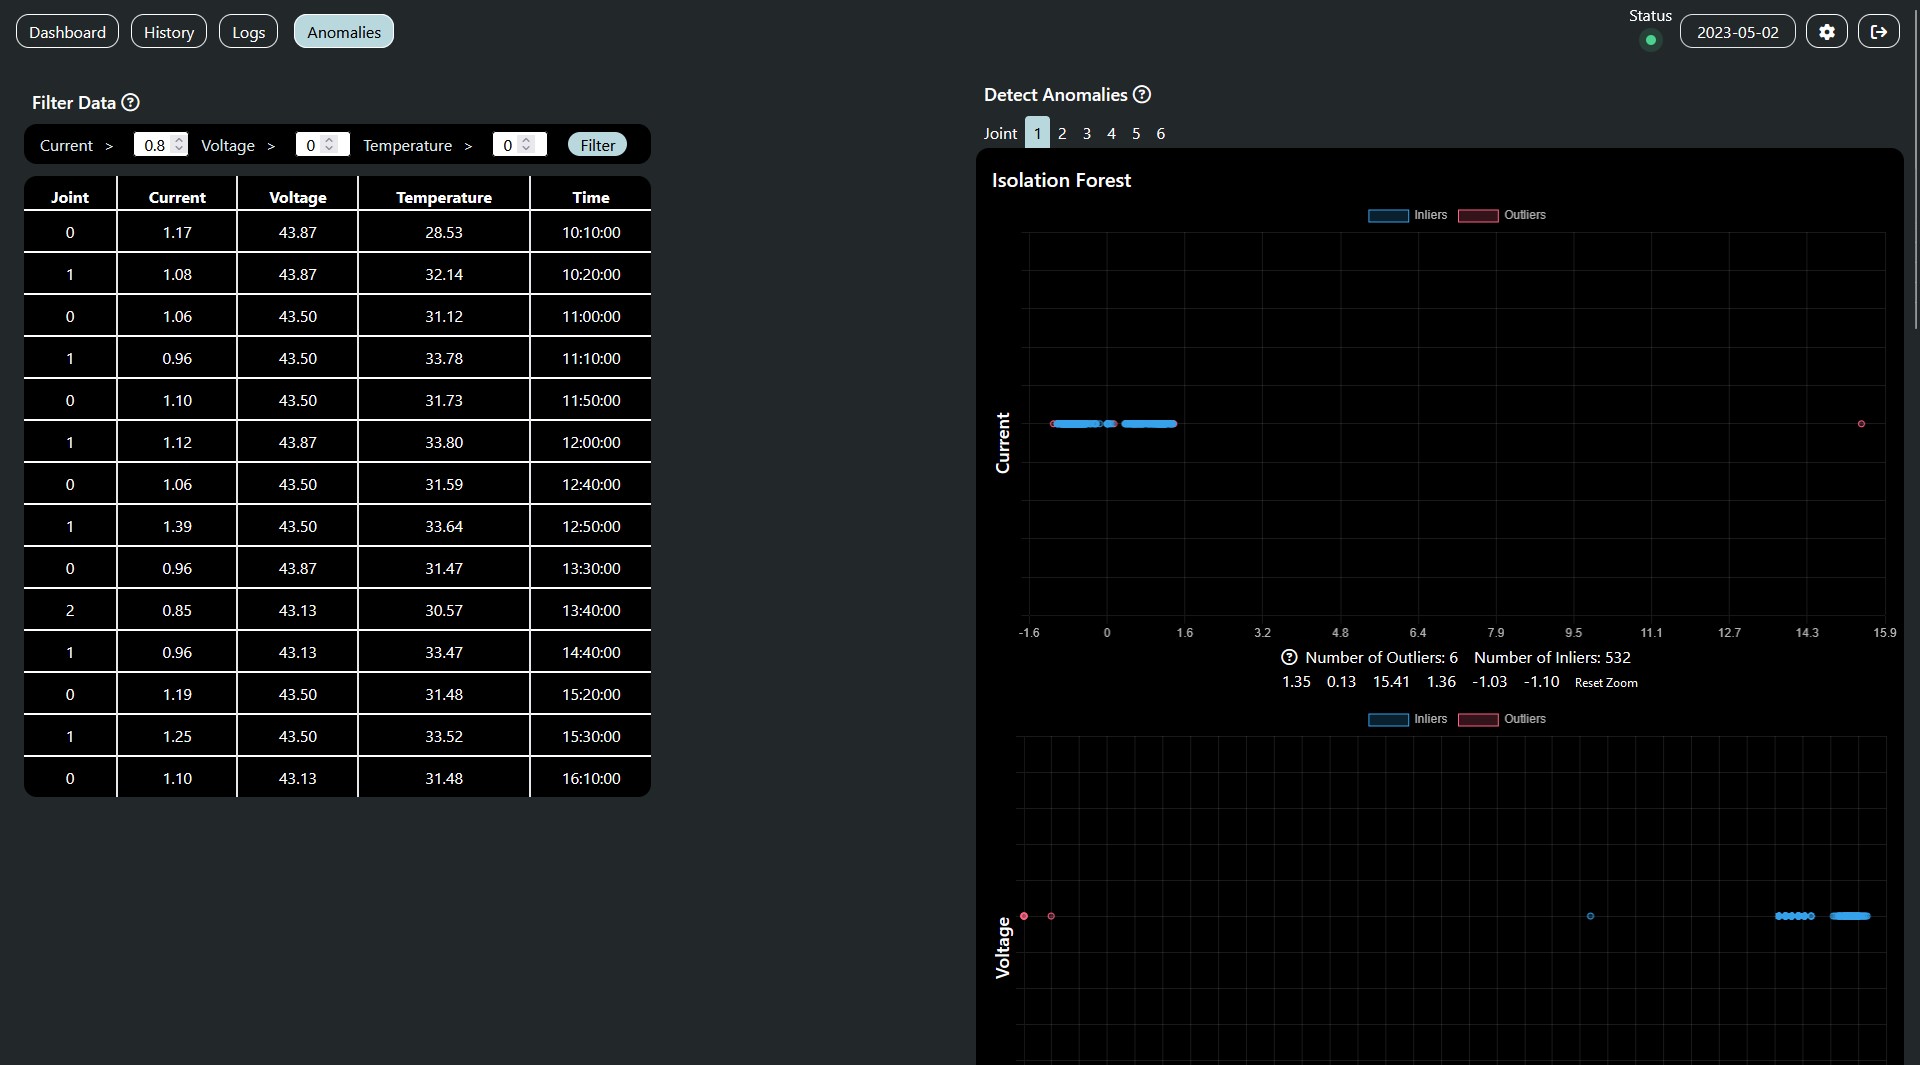 Dashboard History Logs Anomalies Status 2023-05-02
Filter Data
Current > 0.8 Voltage > 0 Temperature > 0 Filter
Joint Current Voltage Temperature Time
0 1.17 43.87 28.53 10:10:00
1 1.08 43.87 32.14 10:20:00
0 1.06 43.50 31.12 11:00:00
1 0.96 43.50 33.78 11:10:00
0 1.10 43.50 31.73 11:50:00
1 1.12 43.87 33.80 12:00:00
0 1.06 43.50 31.59 12:40:00
1 1.39 43.50 33.64 12:50:00
0 0.96 43.87 31.47 13:30:00
2 0.85 43.13 30.57 13:40:00
1 0.96 43.13 33.47 14:40:00
0 1.19 43.50 31.48 15:20:00
1 1.25 43.50 33.52 15:30:00
0 1.10 43.13 31.48 16:10:00
Detect Anomalies
Joint 1 2 3 4 5 6
Isolation Forest
Inliers Outliers
Current
-1.6 0 1.6 3.2 4.8 6.4 7.9 9.5 11.1 12.7 14.3 15.9
Number of Outliers: 6 Number of Inliers: 532
1.35 0.13 15.41 1.36 -1.03 -1.10 Reset Zoom
Inliers Outliers
Voltage